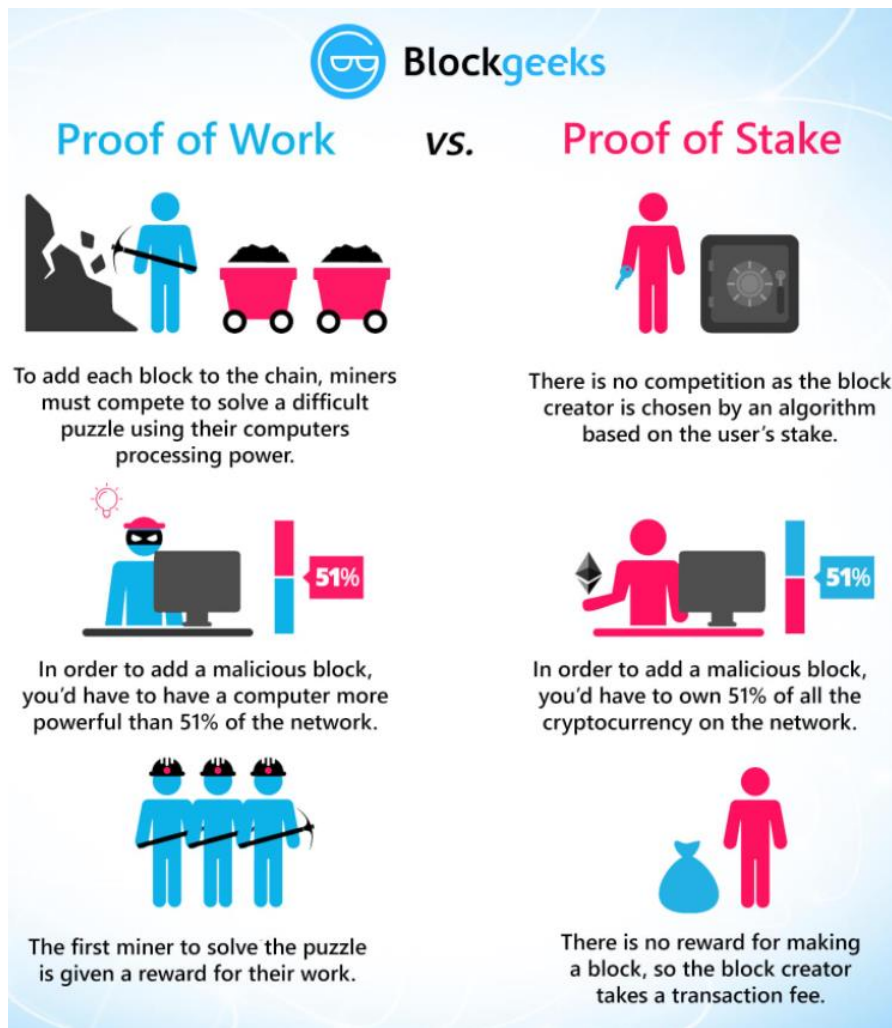 Blockgeeks
Proof of Work vs. Proof of Stake
To add each block to the chain, miners
must compete to solve a difficult
puzzle using their computers
processing power.
There is no competition as the block
creator is chosen by an algorithm
based on the user's stake.
51%
51%
In order to add a malicious block,
you'd have to have a computer more
powerful than 51% of the network.
In order to add a malicious block,
you'd have to own 51% of all the
cryptocurrency on the network.
The first miner to solve the puzzle
is given a reward for their work.
There is no reward for making
a block, so the block creator
takes a transaction fee.